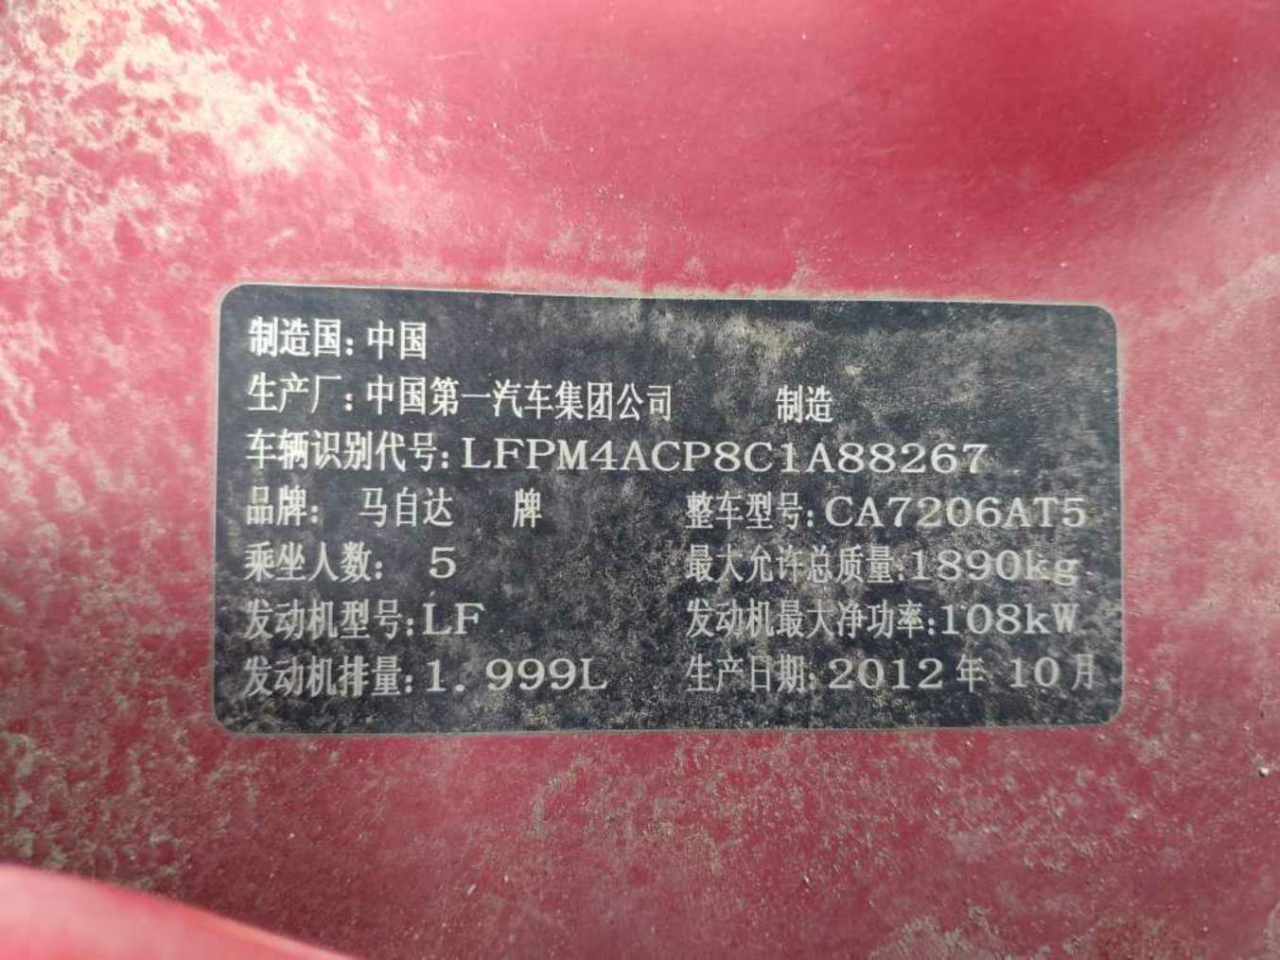 制造国：中国
生产厂：中国第一汽车集团公司 制造
车辆识别代号：LFPM4ACP8C1A88267
品牌： 马自达 牌 整车型号：CA7206AT5
乘坐人数： 5 最大允许总质量：1890kg
发动机型号：LF 发动机最大净功率：108kW
发动机排量：1.999L 生产日期：2012年 10月